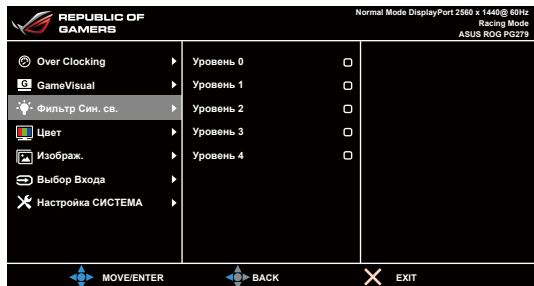 REPUBLIC OF
GAMERS
Normal Mode DisplayPort 2560 x 1440@ 60Hz
Racing Mode
ASUS ROG PG279
Over Clocking
G GameVisual
Фильтр Син. св.
Цвет
Изображ.
Выбор Входа
Настройка СИСТЕМА
Уровень 0
Уровень 1
Уровень 2
Уровень 3
Уровень 4
MOVE/ENTER BACK EXIT